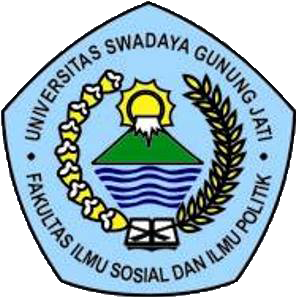 UNIVERSITAS SWADAYA GUNUNG JATI
FAKULTAS ILMU SOSIAL DAN ILMU POLITIK